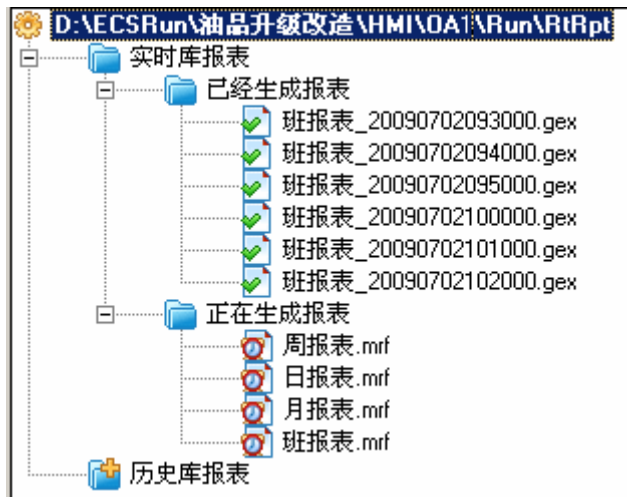 D:\ECSRun\油品升级改造\HMI\OA1\Run\RtRpt
实时库报表
已经生成报表
班报表_20090702093000.gex
班报表_20090702094000.gex
班报表_20090702095000.gex
班报表_20090702100000.gex
班报表_20090702101000.gex
班报表_20090702102000.gex
正在生成报表
周报表.mrf
日报表.mrf
月报表.mrf
班报表.mrf
历史库报表